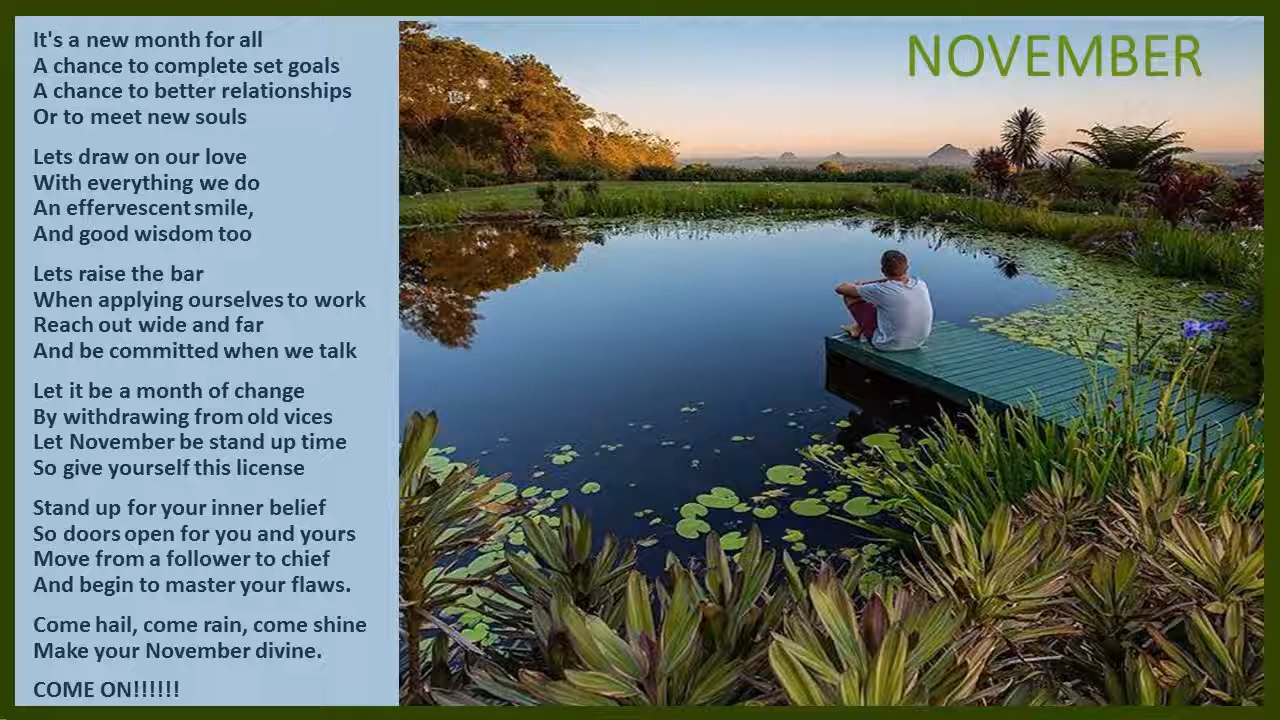 It's a new month for all
A chance to complete set goals
A chance to better relationships
Or to meet new souls
Lets draw on our love
With everything we do
An effervescent smile,
And good wisdom too
Lets raise the bar
When applying ourselves to work
Reach out wide and far
And be committed when we talk
Let it be a month of change
By withdrawing from old vices
Let November be stand up time
So give yourself this license
Stand up for your inner belief
So doors open for you and yours
Move from a follower to chief
And begin to master your flaws.
Come hail, come rain, come shine
Make your November divine.
COME ON!!!!!!
NOVEMBER